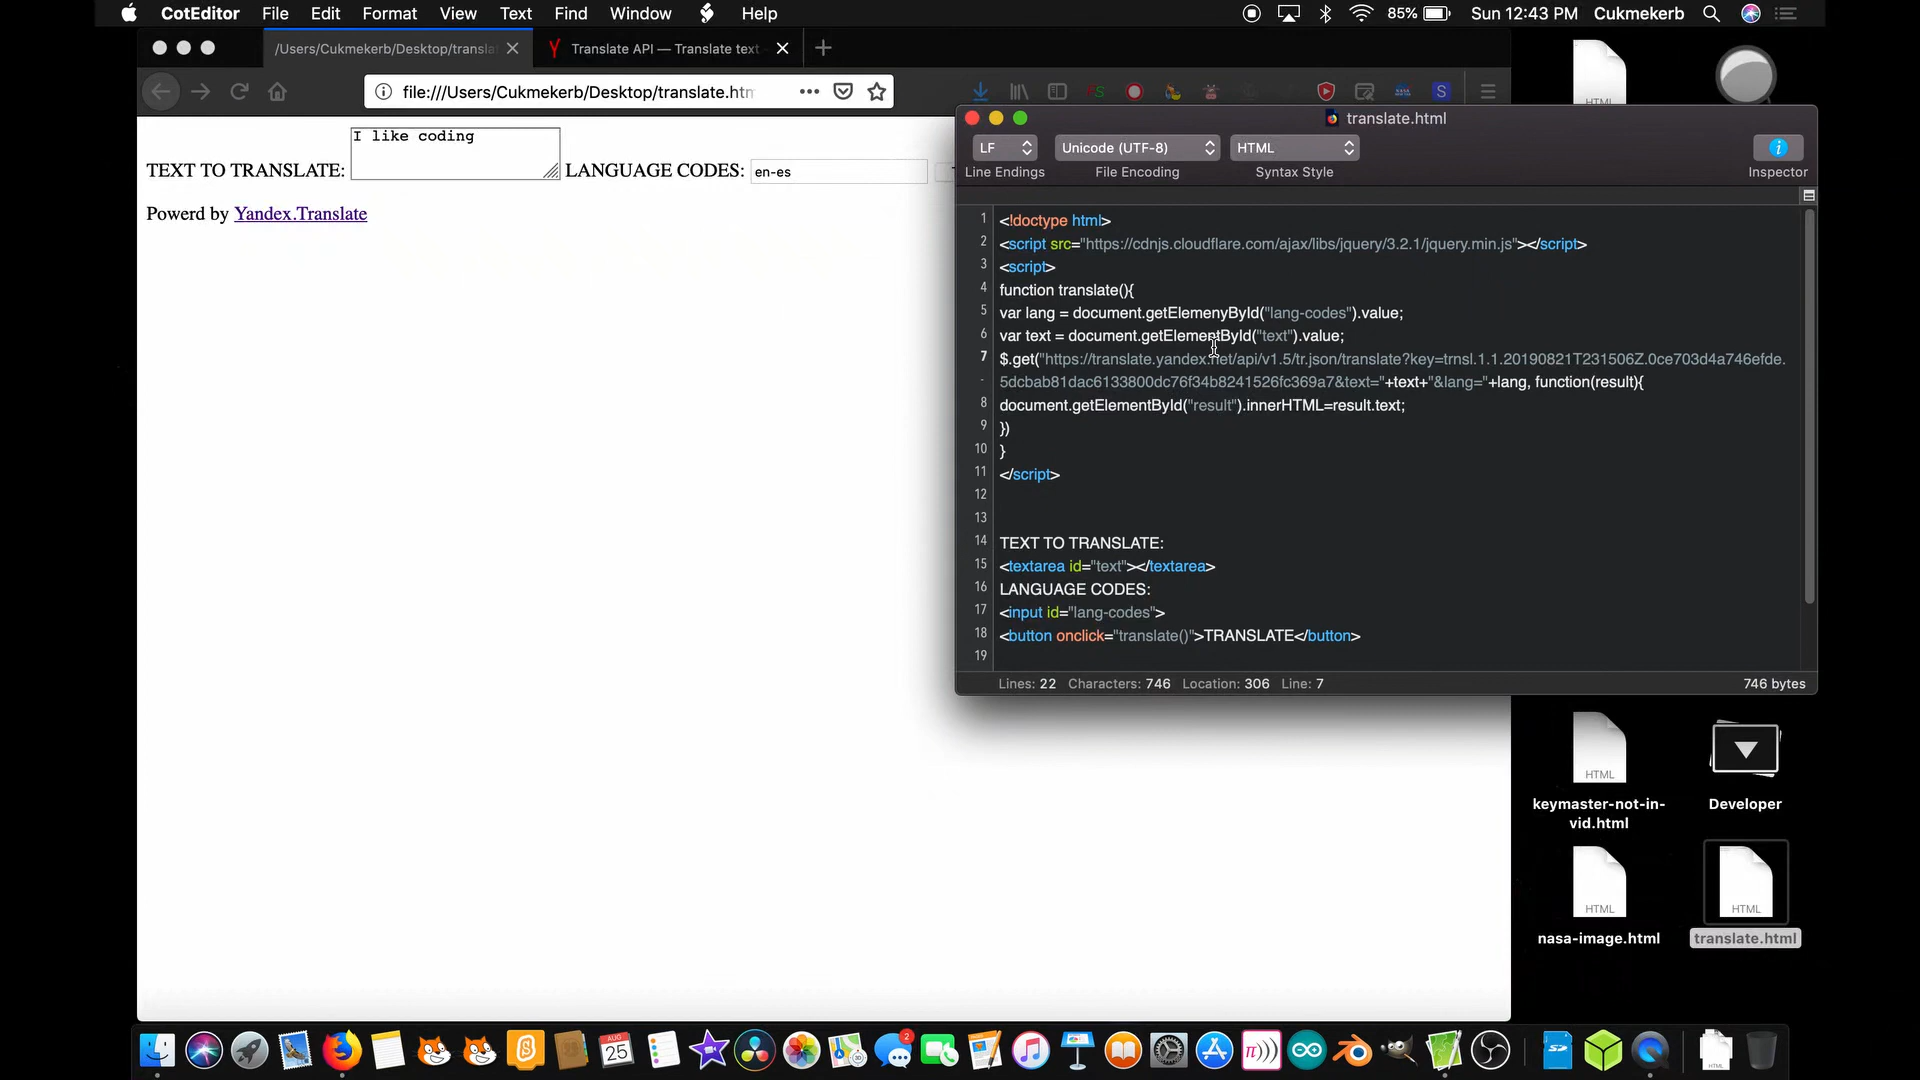 CotEditor File Edit Format View Text Find Window Help 85% Sun 12:43 PM Cukmekerb
/Users/Cukmekerb/Desktop/transla
Translate API — Translate text
file:///Users/Cukmekerb/Desktop/translate.htm
I like coding
TEXT TO TRANSLATE: LANGUAGE CODES: en-es
Powerd by Yandex.Translate
translate.html
LF Unicode (UTF-8) HTML
Line Endings File Encoding Syntax Style Inspector
1 <!doctype html>
2 <script src="https://cdnjs.cloudflare.com/ajax/libs/jquery/3.2.1/jquery.min.js"></script>
3 <script>
4 function translate(){
5 var lang = document.getElemenyById("lang-codes").value;
6 var text = document.getElementById("text").value;
7 $.get("https://translate.yandex.net/api/v1.5/tr.json/translate?key=trnsl.1.1.20190821T231506Z.0ce703d4a746efde.
5dcbab81dac6133800dc76f34b8241526fc369a7&text="+text+"&lang="+lang, function(result){
8 document.getElementById("result").innerHTML=result.text;
9 })
10 }
11 </script>
12
13
14 TEXT TO TRANSLATE:
15 <textarea id="text"></textarea>
16 LANGUAGE CODES:
17 <input id="lang-codes">
18 <button onclick="translate()">TRANSLATE</button>
19
Lines: 22 Characters: 746 Location: 306 Line: 7 746 bytes
HTML
HTML
keymaster-not-in-
vid.html
Developer
HTML
nasa-image.html
HTML
translate.html
AUG
25
2